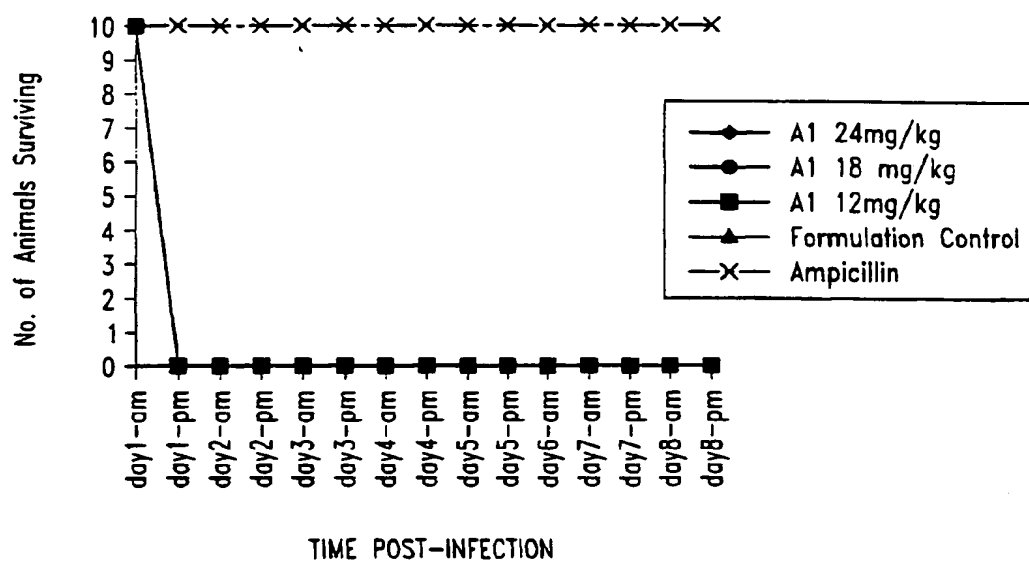 No. of Animals Surviving
10
9
8
7
6
5
4
3
2
1
0
day1-am
day1-pm
day2-am
day2-pm
day3-am
day3-pm
day4-am
day4-pm
day5-am
day5-pm
day6-am
day7-am
day7-pm
day8-am
day8-pm
TIME POST-INFECTION
A1 24mg/kg
A1 18 mg/kg
A1 12mg/kg
Formulation Control
Ampicillin